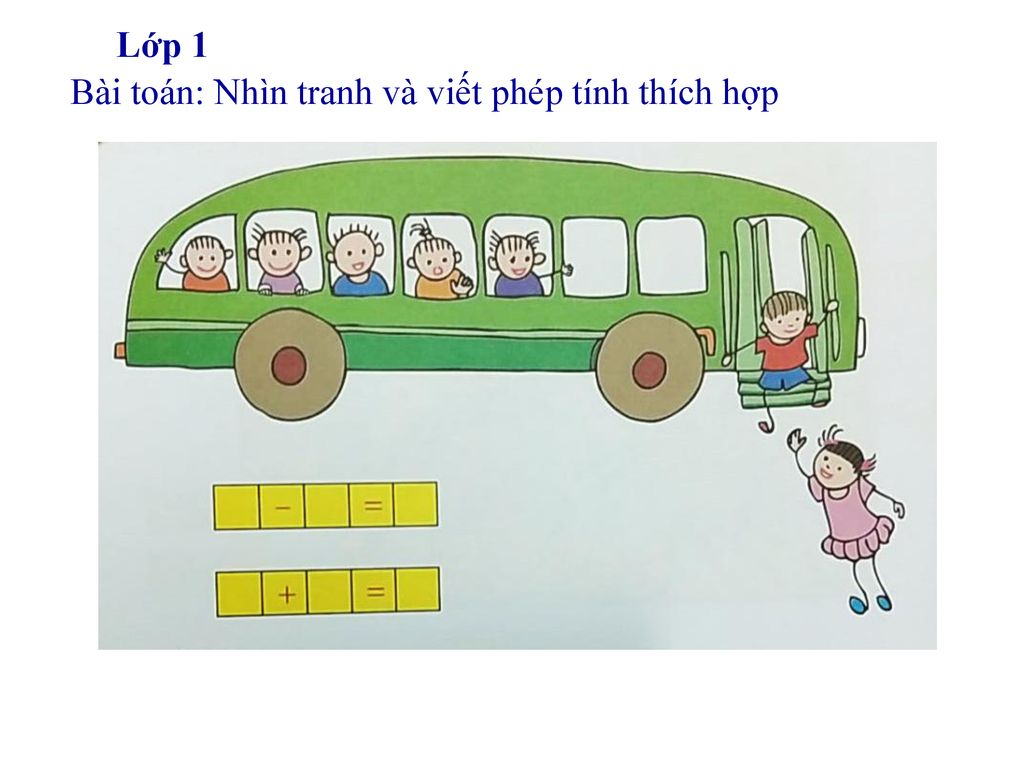 Lớp 1
Bài toán: Nhìn tranh và viết phép tính thích hợp
− =
+ =